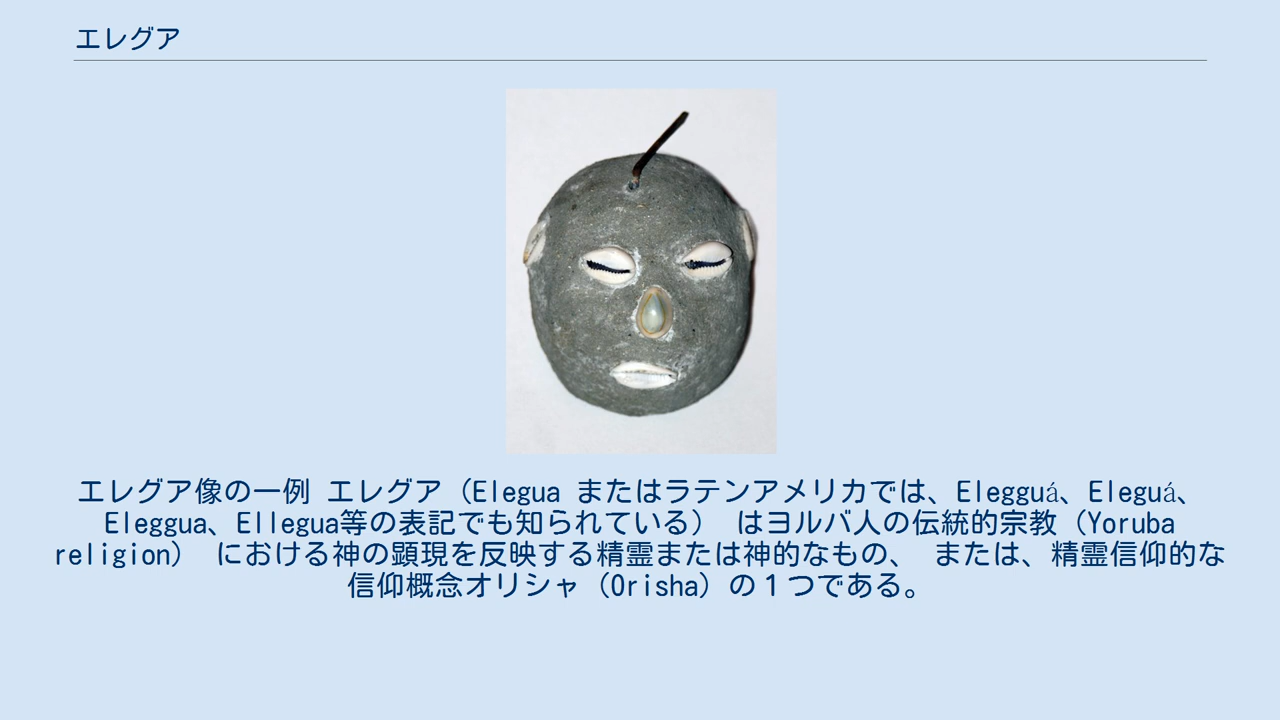 エレグア
エレグア像の一例 エレグア（Elegua またはラテンアメリカでは、Elegguá、Eleguá、
Eleggua、Ellegua等の表記でも知られている） はヨルバ人の伝統的宗教（Yoruba
religion） における神の顕現を反映する精霊または神的なもの、 または、精霊信仰的な
信仰概念オリシャ（Orisha）の１つである。